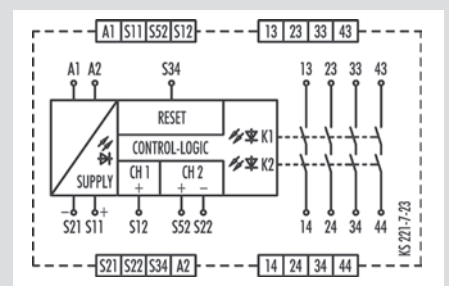 A1 S11 S52 S12 13 23 33 43
A1 A2 S34 13 23 33 43
RESET
CONTROL-LOGIC
K1
K2
SUPPLY
CH 1 CH 2
+ + −
− +
S21 S11 S12 S52 S22 14 24 34 44
KS 221-7-23
S21 S22 S34 A2 14 24 34 44